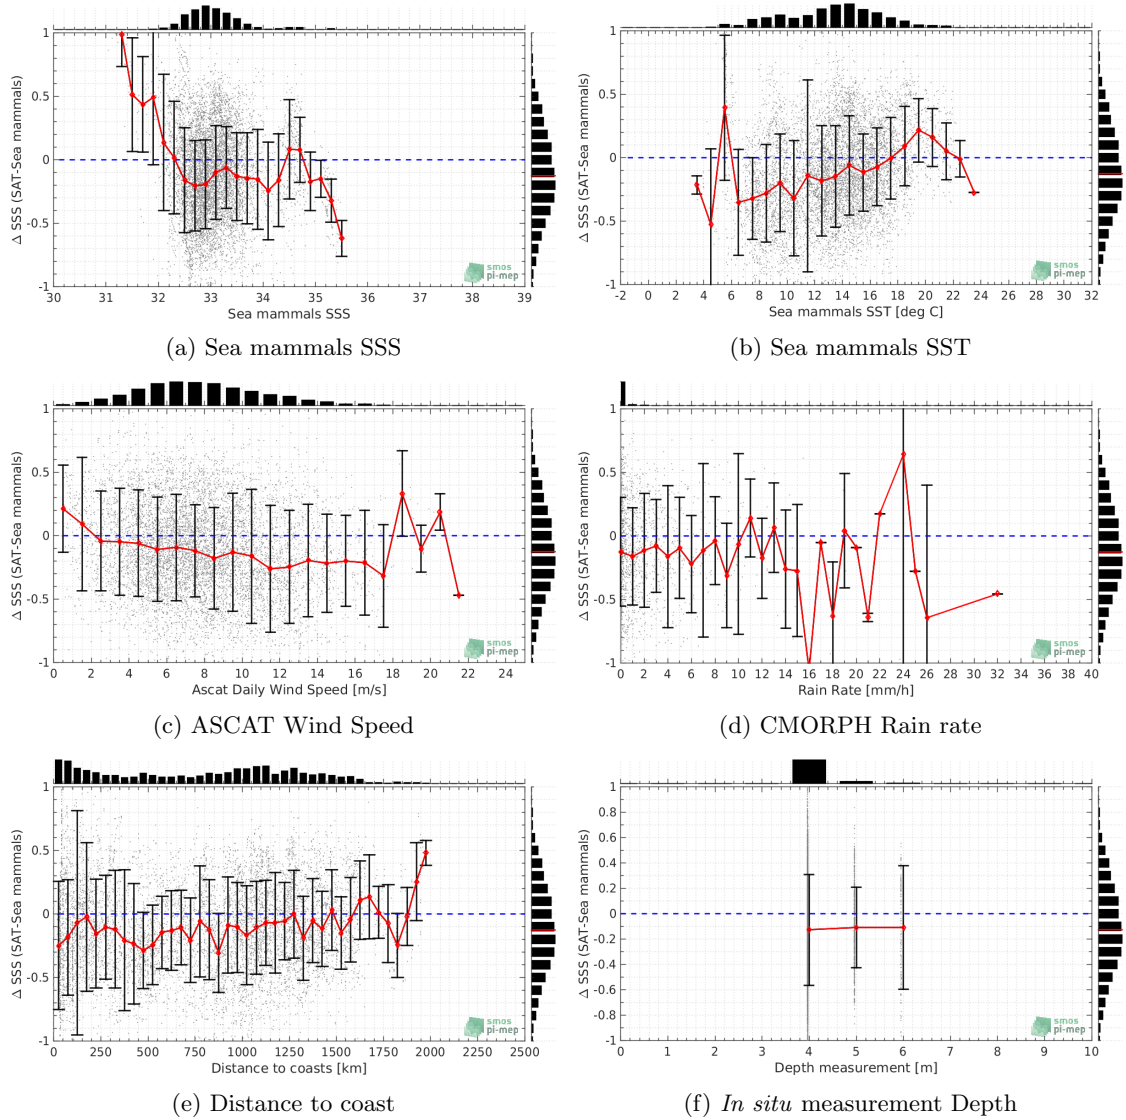 1
0.5
0
-0.5
-1
Δ SSS (SAT-Sea mammals)
30 31 32 33 34 35 36 37 38 39
Sea mammals SSS
smos
pi-mep
(a) Sea mammals SSS
1
0.5
0
-0.5
-1
Δ SSS (SAT-Sea mammals)
-2 0 2 4 6 8 10 12 14 16 18 20 22 24 26 28 30 32
Sea mammals SST [deg C]
smos
pi-mep
(b) Sea mammals SST
1
0.5
0
-0.5
-1
Δ SSS (SAT-Sea mammals)
0 2 4 6 8 10 12 14 16 18 20 22 24
Ascat Daily Wind Speed [m/s]
smos
pi-mep
(c) ASCAT Wind Speed
1
0.5
0
-0.5
-1
Δ SSS (SAT-Sea mammals)
0 2 4 6 8 10 12 14 16 18 20 22 24 26 28 30 32 34 36 38 40
Rain Rate [mm/h]
smos
pi-mep
(d) CMORPH Rain rate
1
0.5
0
-0.5
-1
Δ SSS (SAT-Sea mammals)
0 250 500 750 1000 1250 1500 1750 2000 2250 2500
Distance to coasts [km]
smos
pi-mep
(e) Distance to coast
1
0.8
0.6
0.4
0.2
0
-0.2
-0.4
-0.6
-0.8
-1
Δ SSS (SAT-Sea mammals)
0 1 2 3 4 5 6 7 8 9 10
Depth measurement [m]
smos
pi-mep
(f) In situ measurement Depth